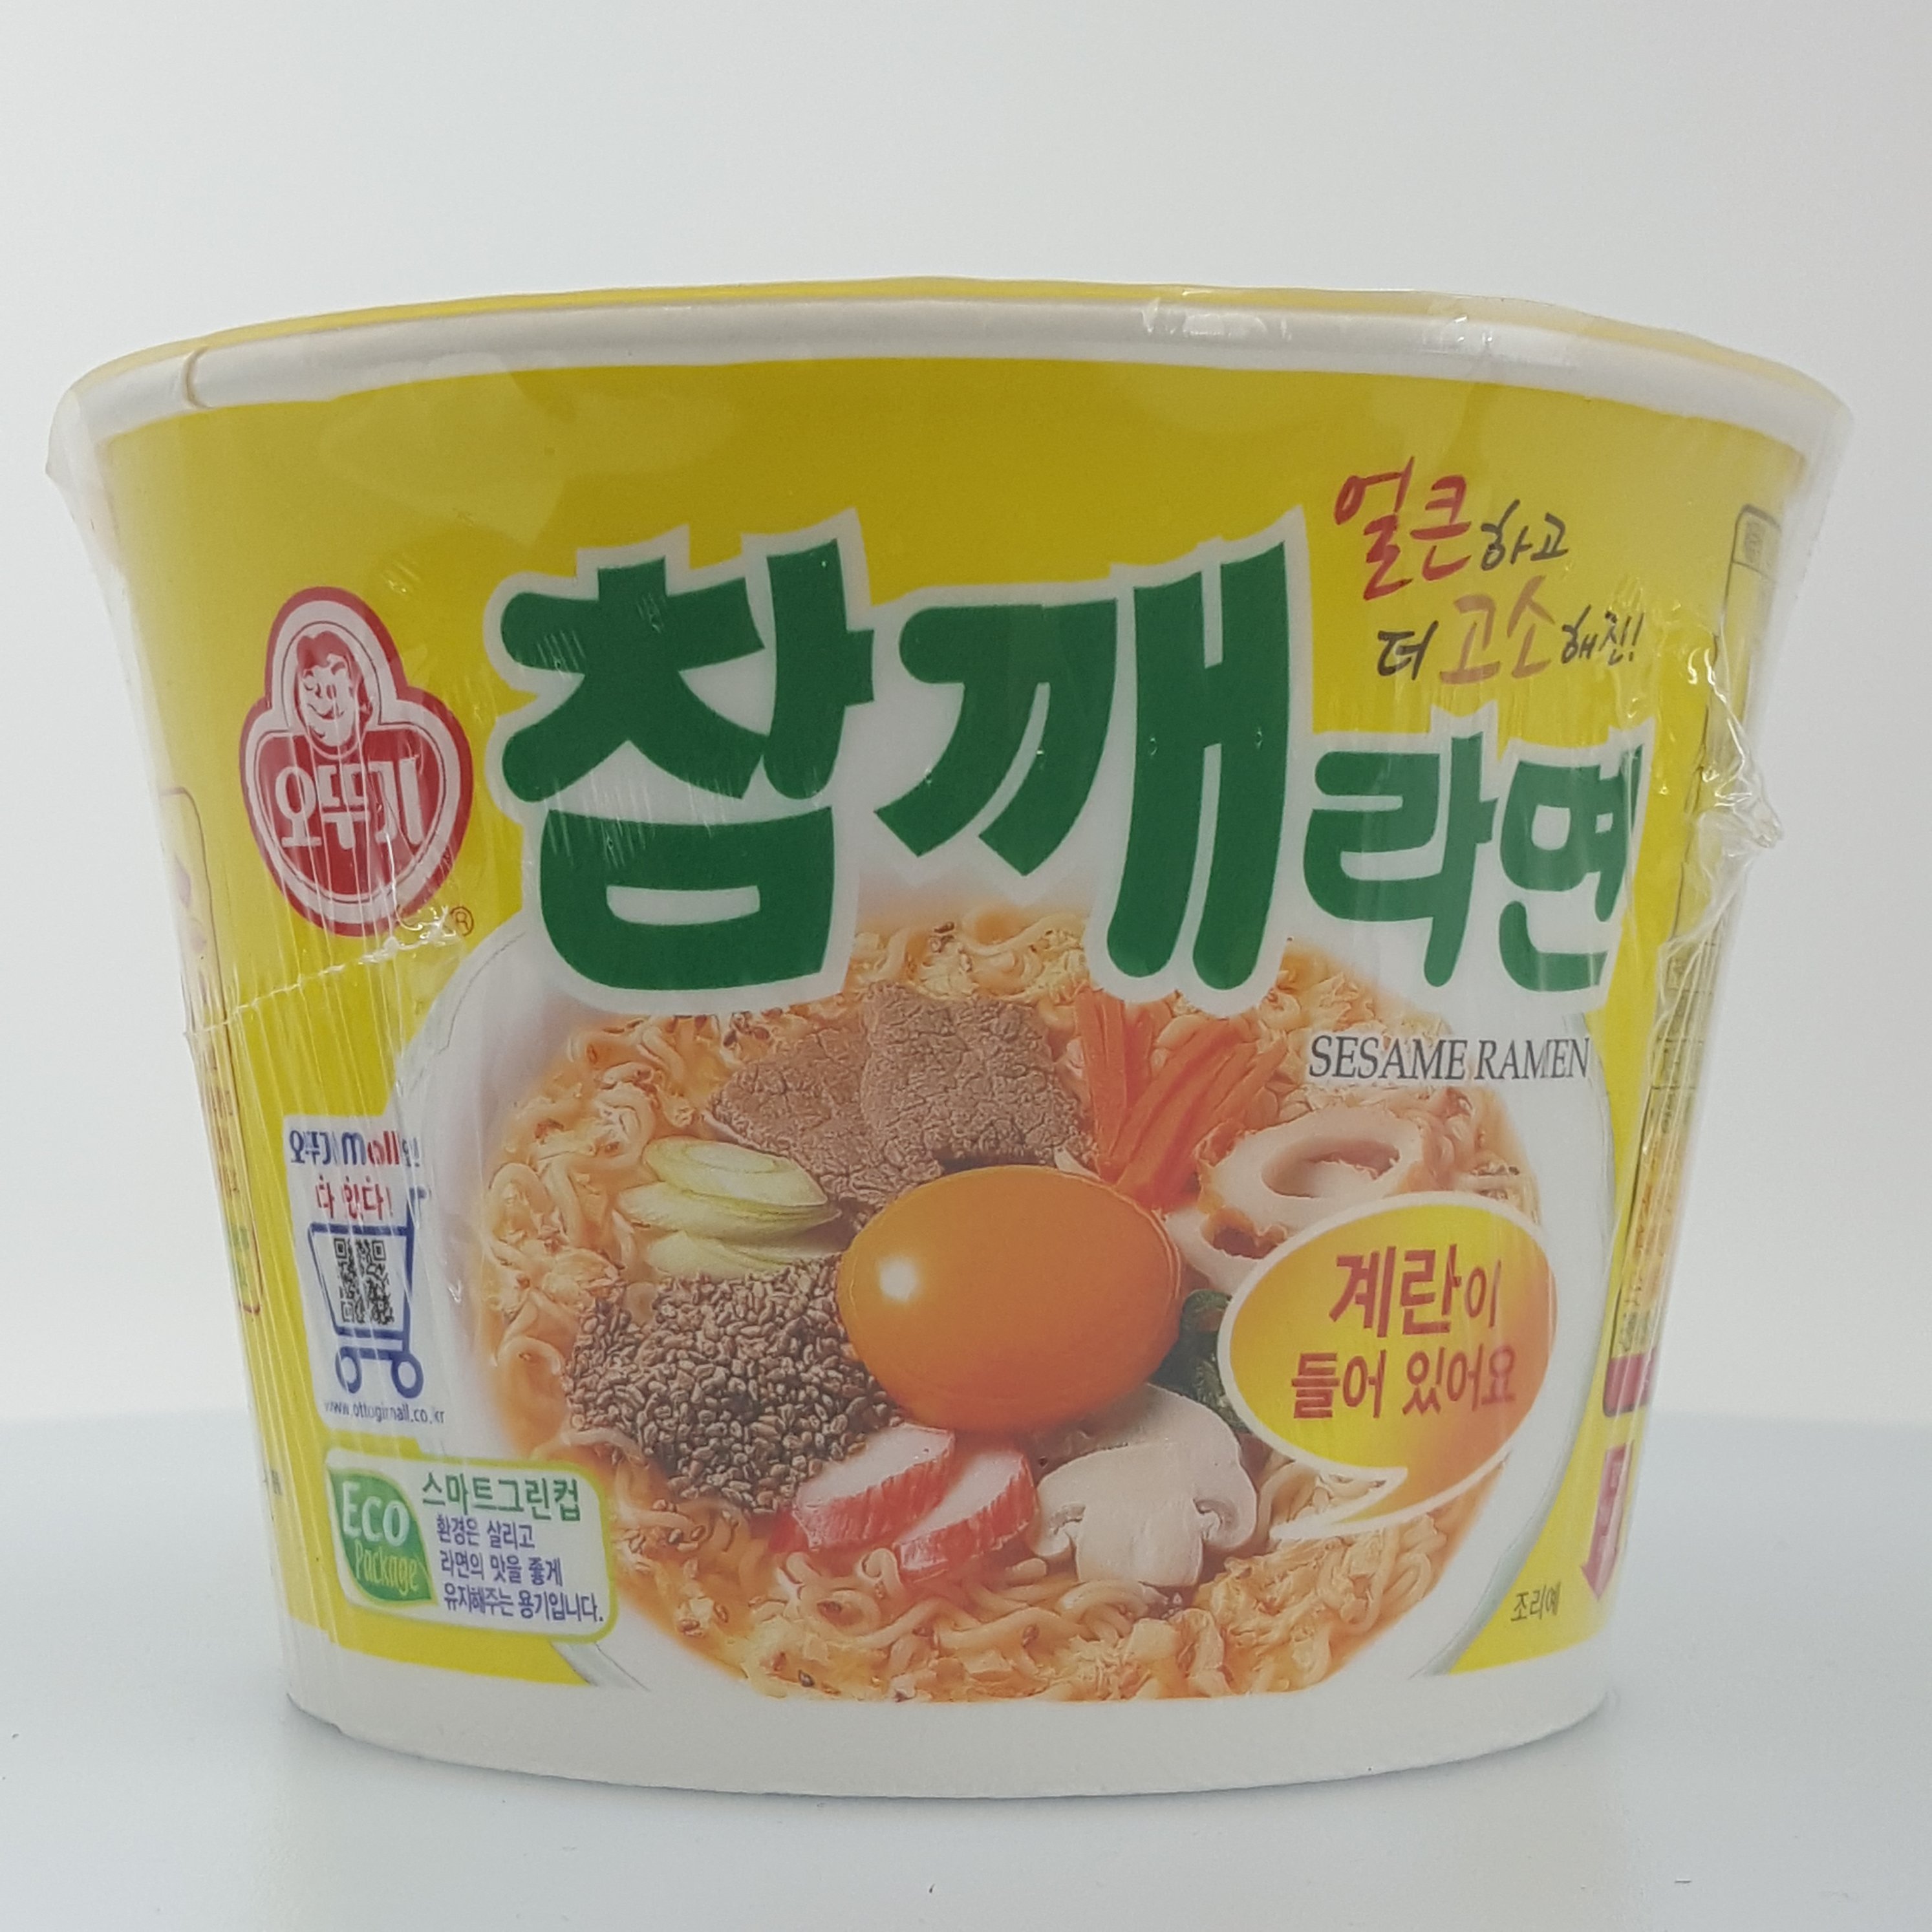 얼큰하고
더 고소해진!
오뚜기
®
참깨라면
SESAME RAMEN
오뚜기mall엔
다 있다!
www.ottogimall.co.kr
계란이
들어 있어요
ECO
Package
스마트그린컵
환경은 살리고
라면의 맛을 좋게
유지해주는 용기입니다.
조리예